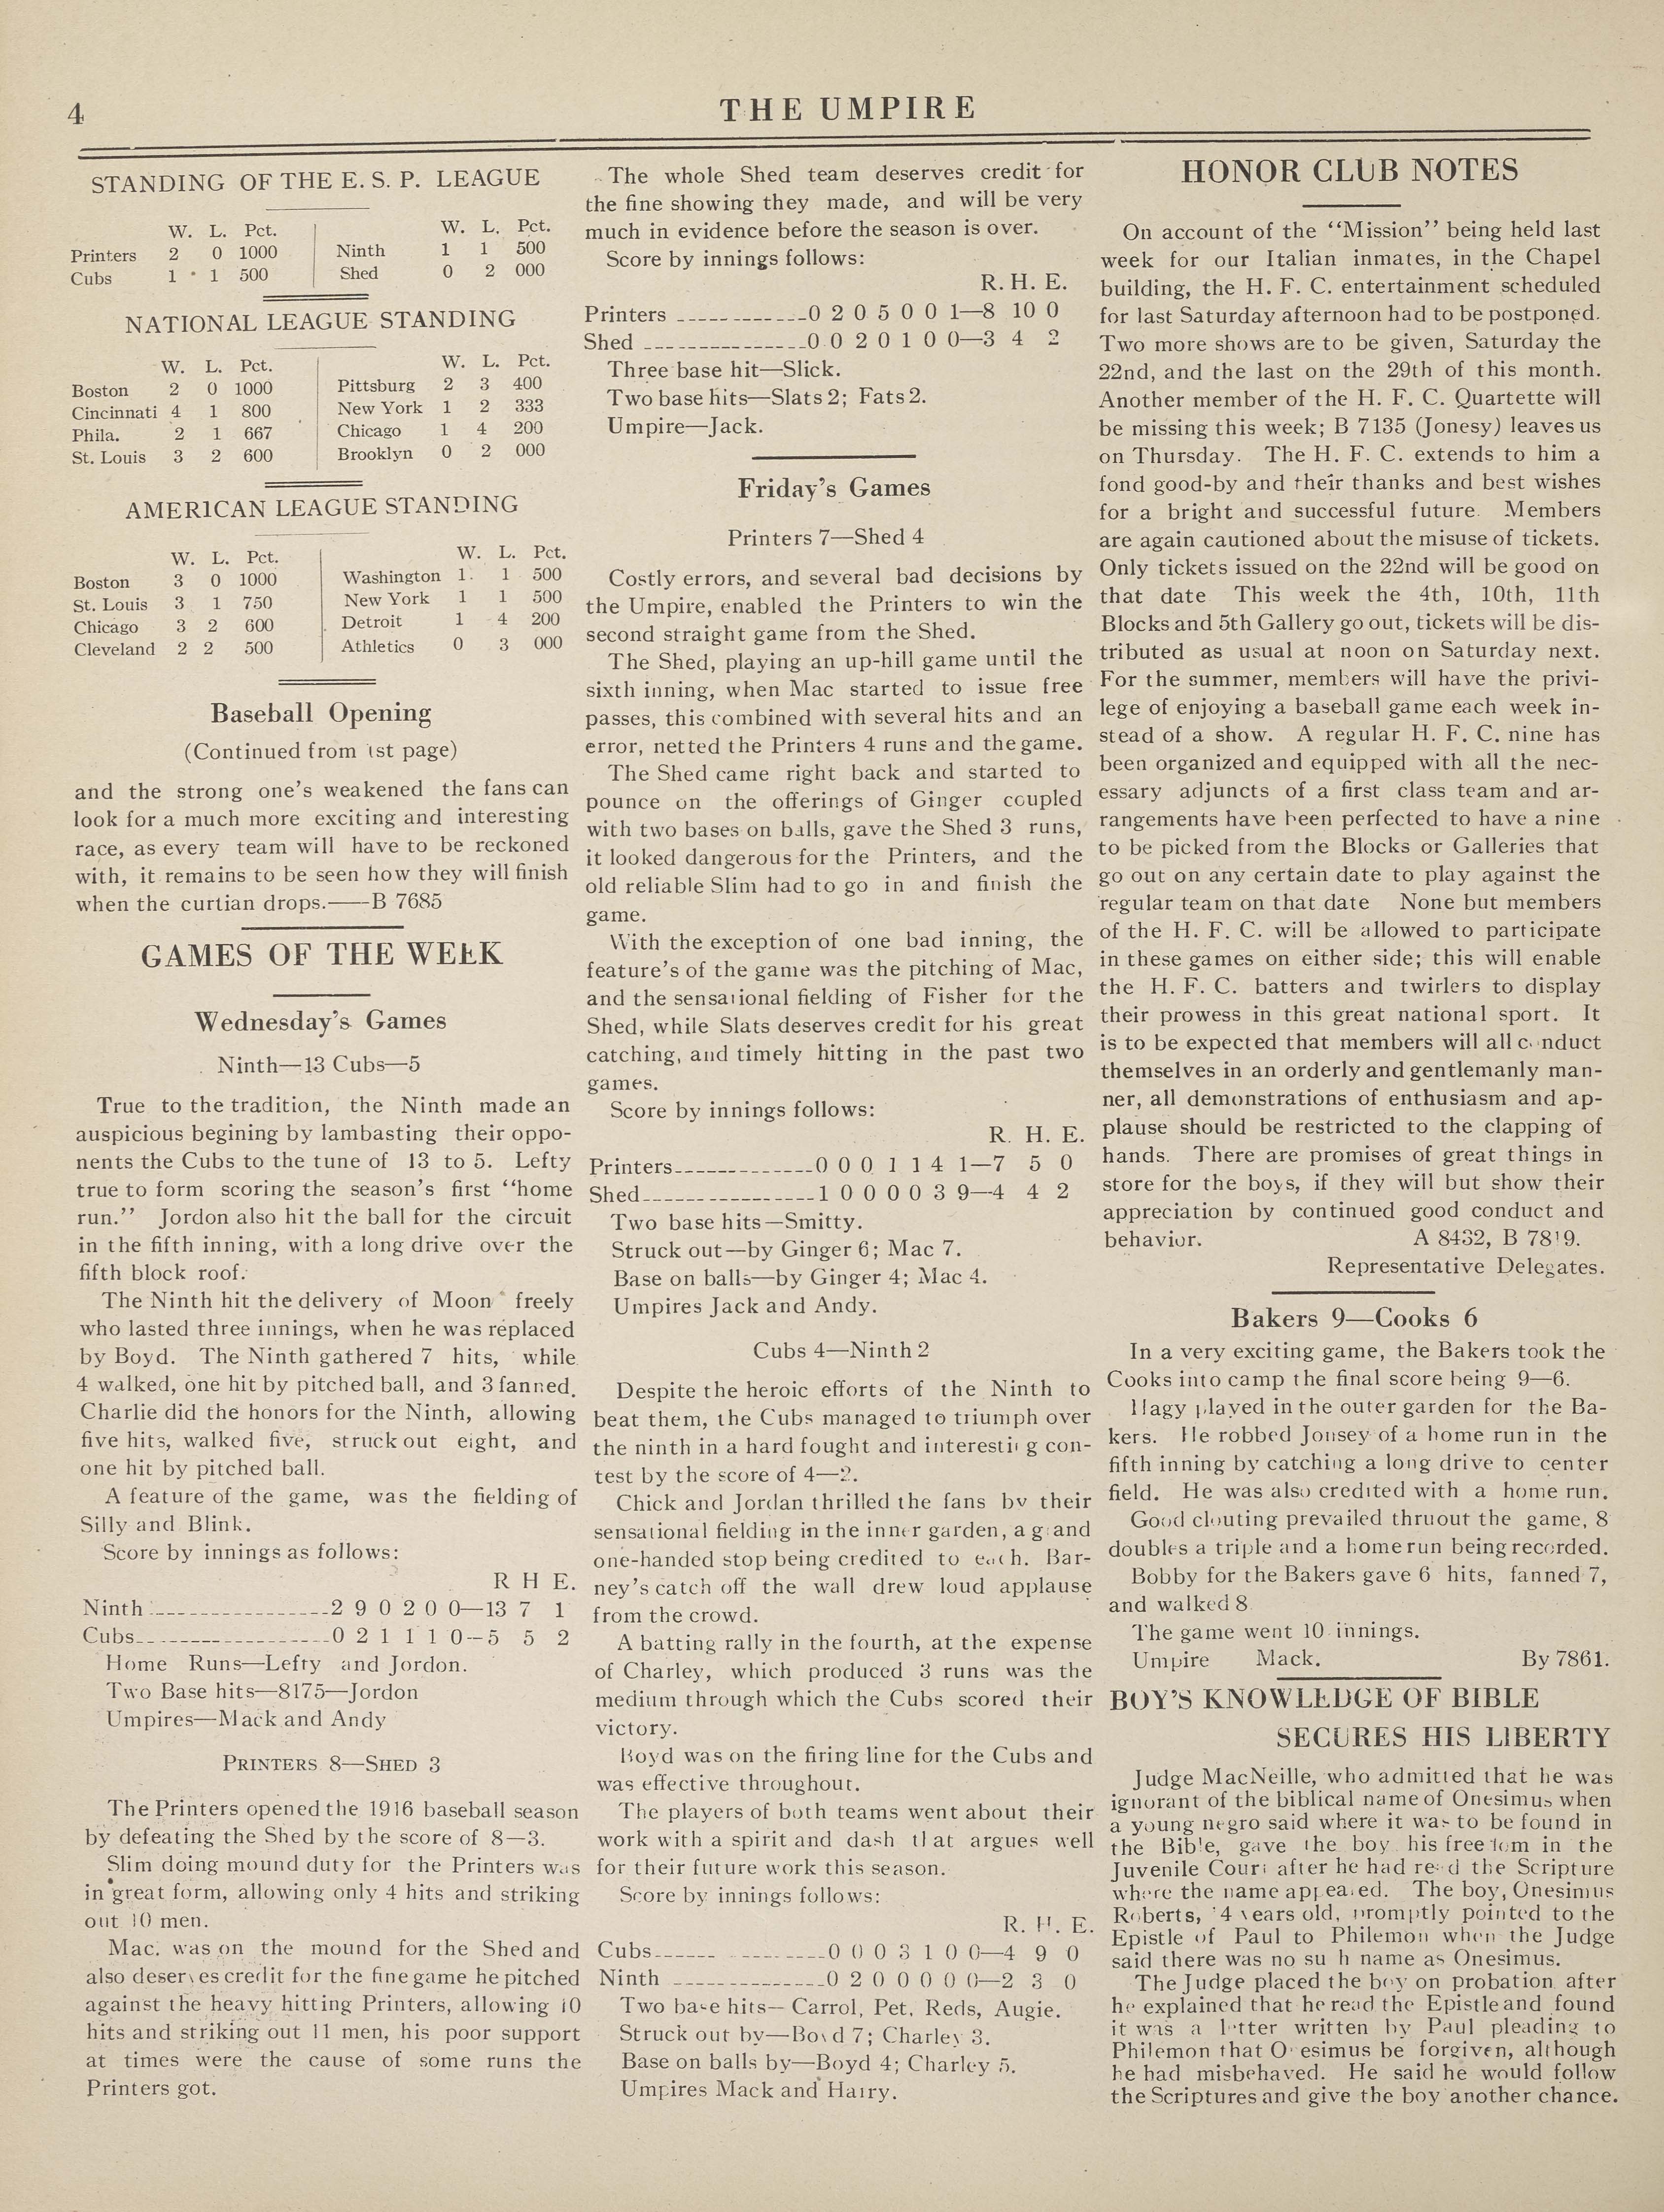 4
THE UMPIRE
STANDING OF THE E. S. P. LEAGUE
W. L. Pct.
Printers 2 0 1000
Cubs 1 1 500
W. L. Pct.
Ninth 1 1 500
Shed 0 2 000
NATIONAL LEAGUE STANDING
W. L. Pct.
Boston 2 0 1000
Cincinnati 4 1 800
Phila. 2 1 667
St. Louis 3 2 600
W. L. Pct.
Pittsburg 2 3 400
New York 1 2 333
Chicago 1 4 200
Brooklyn 0 2 000
AMERICAN LEAGUE STANDING
W. L. Pct.
Boston 3 0 1000
St. Louis 3 1 750
Chicago 3 2 600
Cleveland 2 2 500
W. L. Pct.
Washington 1 1 500
New York 1 1 500
Detroit 1 4 200
Athletics 0 3 000
Baseball Opening
(Continued from 1st page)
and the strong one's weakened the fans can
look for a much more exciting and interesting
race, as every team will have to be reckoned
with, it remains to be seen how they will finish
when the curtian drops.——B 7685
GAMES OF THE WEEK
Wednesday's Games
Ninth—13 Cubs—5
True to the tradition, the Ninth made an
auspicious begining by lambasting their oppo-
nents the Cubs to the tune of 13 to 5. Lefty
true to form scoring the season's first "home
run." Jordon also hit the ball for the circuit
in the fifth inning, with a long drive over the
fifth block roof.
The Ninth hit the delivery of Moon freely
who lasted three innings, when he was replaced
by Boyd. The Ninth gathered 7 hits, while
4 walked, one hit by pitched ball, and 3 fanned.
Charlie did the honors for the Ninth, allowing
five hits, walked five, struck out eight, and
one hit by pitched ball.
A feature of the game, was the fielding of
Silly and Blink.
Score by innings as follows:
R H E.
Ninth ----------------2 9 0 2 0 0—13 7 1
Cubs------------------0 2 1 1 1 0--5 5 2
Home Runs—Lefty and Jordon.
Two Base hits—8175—Jordon
Umpires—Mack and Andy
PRINTERS 8—SHED 3
The Printers opened the 1916 baseball season
by defeating the Shed by the score of 8—3.
Slim doing mound duty for the Printers was
in great form, allowing only 4 hits and striking
out 10 men.
Mac. was on the mound for the Shed and
also deserves credit for the fine game he pitched
against the heavy hitting Printers, allowing 10
hits and striking out 11 men, his poor support
at times were the cause of some runs the
Printers got.
The whole Shed team deserves credit for
the fine showing they made, and will be very
much in evidence before the season is over.
Score by innings follows:
R. H. E.
Printers ------------0 2 0 5 0 0 1—8 10 0
Shed ---------------0 0 2 0 1 0 0—3 4 2
Three base hit—Slick.
Two base hits—Slats 2; Fats 2.
Umpire—Jack.
Friday's Games
Printers 7—Shed 4
Costly errors, and several bad decisions by
the Umpire, enabled the Printers to win the
second straight game from the Shed.
The Shed, playing an up-hill game until the
sixth inning, when Mac started to issue free
passes, this combined with several hits and an
error, netted the Printers 4 runs and the game.
The Shed came right back and started to
pounce on the offerings of Ginger coupled
with two bases on balls, gave the Shed 3 runs,
it looked dangerous for the Printers, and the
old reliable Slim had to go in and finish the
game.
With the exception of one bad inning, the
feature's of the game was the pitching of Mac,
and the sensational fielding of Fisher for the
Shed, while Slats deserves credit for his great
catching, and timely hitting in the past two
games.
Score by innings follows:
R. H. E.
Printers-------------0 0 0 1 1 4 1—7 5 0
Shed----------------1 0 0 0 0 3 9—4 4 2
Two base hits—Smitty.
Struck out—by Ginger 6; Mac 7.
Base on balls—by Ginger 4; Mac 4.
Umpires Jack and Andy.
Cubs 4—Ninth 2
Despite the heroic efforts of the Ninth to
beat them, the Cubs managed to triumph over
the ninth in a hard fought and interesting con-
test by the score of 4—2.
Chick and Jordan thrilled the fans by their
sensational fielding in the inner garden, a grand
one-handed stop being credited to each. Bar-
ney's catch off the wall drew loud applause
from the crowd.
A batting rally in the fourth, at the expense
of Charley, which produced 3 runs was the
medium through which the Cubs scored their
victory.
Boyd was on the firing line for the Cubs and
was effective throughout.
The players of both teams went about their
work with a spirit and dash that argues well
for their future work this season.
Score by innings follows:
R. H. E.
Cubs------ ---------0 0 0 3 1 0 0—4 9 0
Ninth --------------0 2 0 0 0 0 0—2 3 0
Two base hits— Carrol, Pet, Reds, Augie.
Struck out by—Boyd 7; Charley 3.
Base on balls by—Boyd 4; Charley 5.
Umpires Mack and Harry.
HONOR CLUB NOTES
On account of the "Mission" being held last
week for our Italian inmates, in the Chapel
building, the H. F. C. entertainment scheduled
for last Saturday afternoon had to be postponed.
Two more shows are to be given, Saturday the
22nd, and the last on the 29th of this month.
Another member of the H. F. C. Quartette will
be missing this week; B 7135 (Jonesy) leaves us
on Thursday. The H. F. C. extends to him a
fond good-by and their thanks and best wishes
for a bright and successful future. Members
are again cautioned about the misuse of tickets.
Only tickets issued on the 22nd will be good on
that date This week the 4th, 10th, 11th
Blocks and 5th Gallery go out, tickets will be dis-
tributed as usual at noon on Saturday next.
For the summer, members will have the privi-
lege of enjoying a baseball game each week in-
stead of a show. A regular H. F. C. nine has
been organized and equipped with all the nec-
essary adjuncts of a first class team and ar-
rangements have been perfected to have a nine
to be picked from the Blocks or Galleries that
go out on any certain date to play against the
regular team on that date None but members
of the H. F. C. will be allowed to participate
in these games on either side; this will enable
the H. F. C. batters and twirlers to display
their prowess in this great national sport. It
is to be expected that members will all conduct
themselves in an orderly and gentlemanly man-
ner, all demonstrations of enthusiasm and ap-
plause should be restricted to the clapping of
hands. There are promises of great things in
store for the boys, if they will but show their
appreciation by continued good conduct and
behavior. A 8432, B 7819.
Representative Delegates.
Bakers 9—Cooks 6
In a very exciting game, the Bakers took the
Cooks into camp the final score being 9—6.
Hagy played in the outer garden for the Ba-
kers. He robbed Jonsey of a home run in the
fifth inning by catching a long drive to center
field. He was also credited with a home run.
Good clouting prevailed thruout the game, 8
doubles a triple and a home run being recorded.
Bobby for the Bakers gave 6 hits, fanned 7,
and walked 8
The game went 10 innings.
Umpire Mack. By 7861.
BOY'S KNOWLEDGE OF BIBLE
SECURES HIS LIBERTY
Judge MacNeille, who admitted that he was
ignorant of the biblical name of Onesimus when
a young negro said where it was to be found in
the Bible, gave the boy his freedom in the
Juvenile Court after he had read the Scripture
where the name appeared. The boy, Onesimus
Roberts, 14 years old, promptly pointed to the
Epistle of Paul to Philemon when the Judge
said there was no su h name as Onesimus.
The Judge placed the boy on probation after
he explained that he read the Epistle and found
it was a letter written by Paul pleading to
Philemon that Onesimus be forgiven, although
he had misbehaved. He said he would follow
the Scriptures and give the boy another chance.